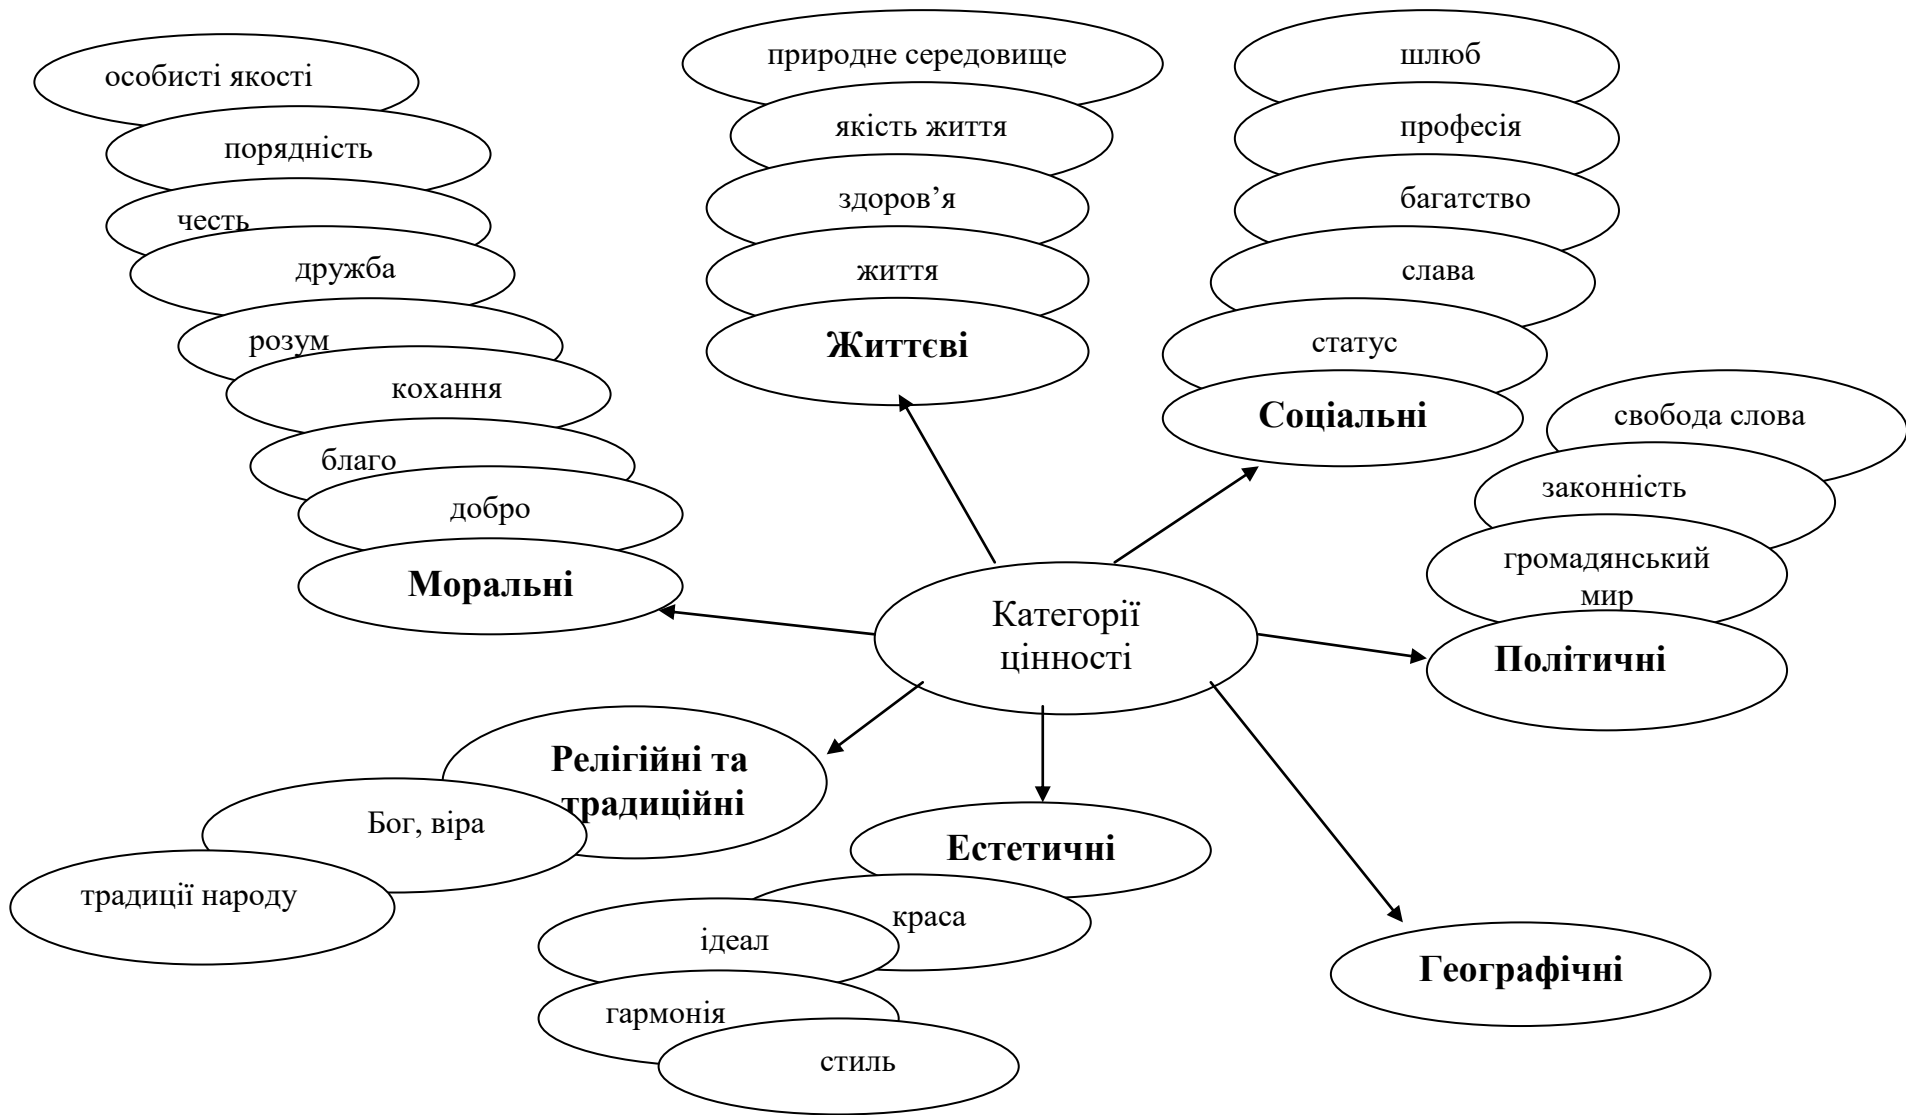 особисті якості
порядність
честь
дружба
розум
кохання
благо
добро
Моральні
природне середовище
якість життя
здоров’я
життя
Життєві
шлюб
професія
багатство
слава
статус
Соціальні
свобода слова
законність
громадянський
мир
Політичні
Категорії
цінності
Релігійні та
традиційні
Бог, віра
традиції народу
Естетичні
краса
ідеал
гармонія
стиль
Географічні